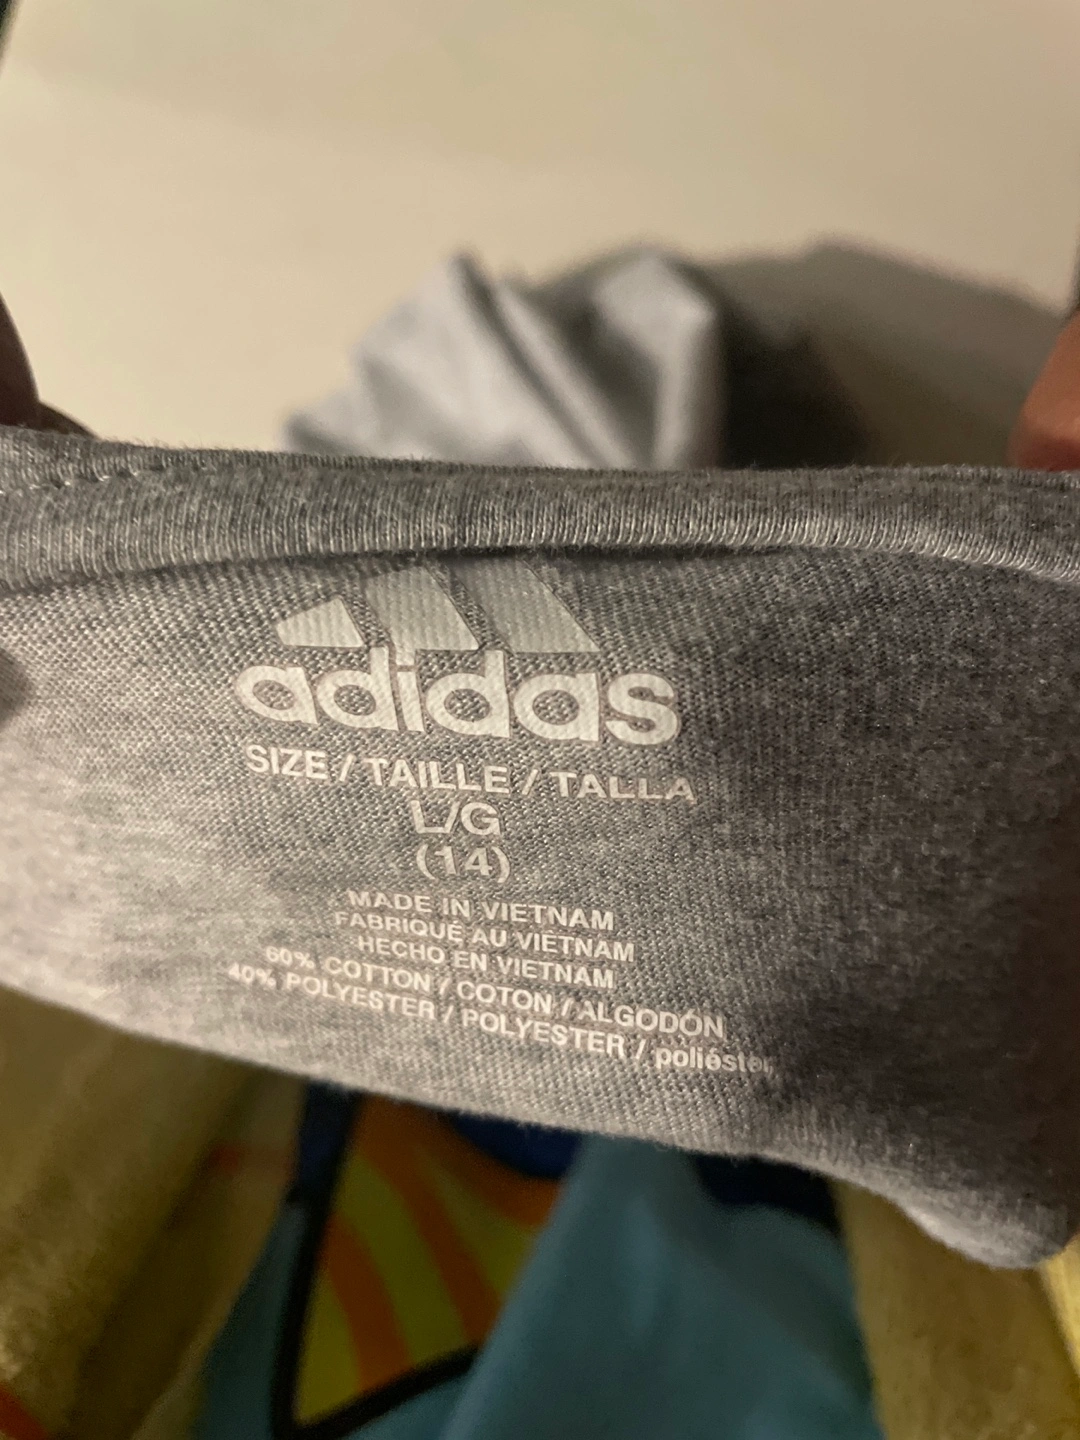 adidas
SIZE / TAILLE / TALLA
L/G
(14)
MADE IN VIETNAM
FABRIQUÉ AU VIETNAM
HECHO EN VIETNAM
60% COTTON / COTON / ALGODÓN
40% POLYESTER / POLYESTER / poliéster